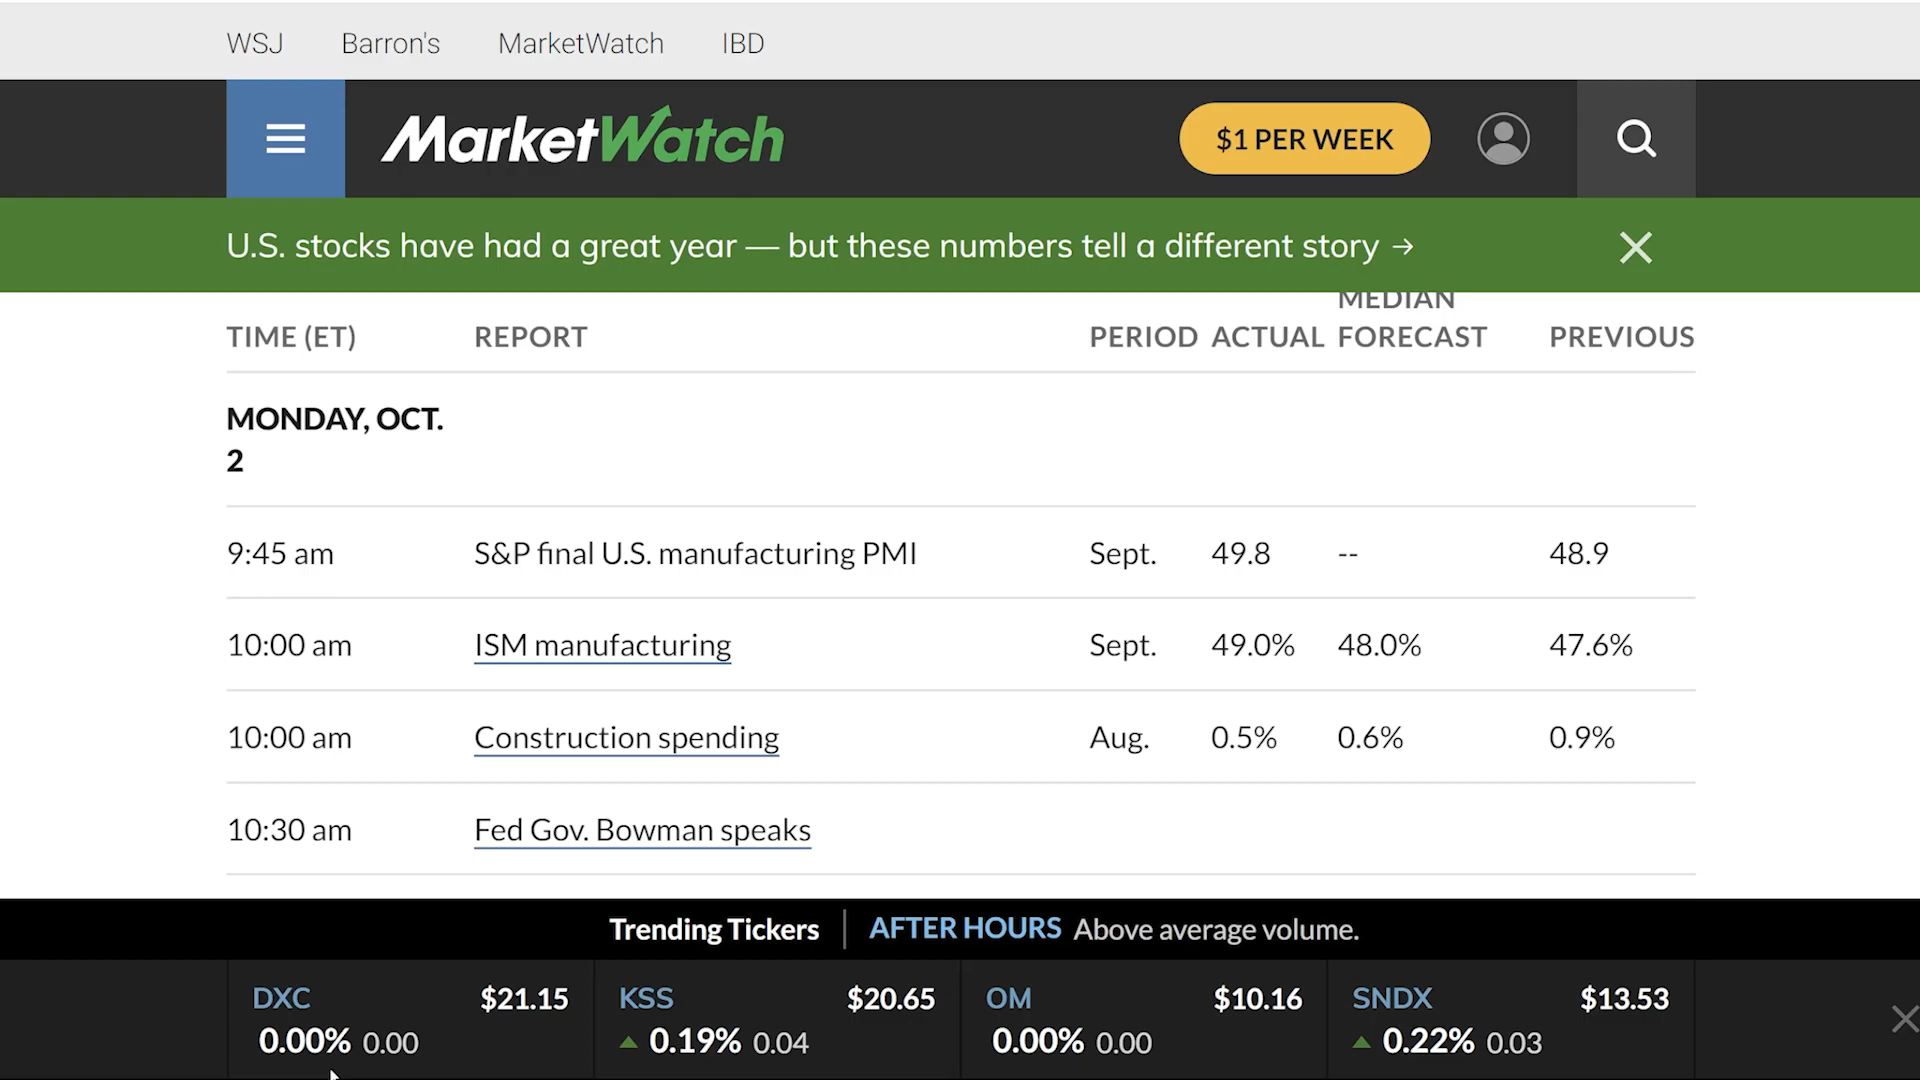 WSJ Barron's MarketWatch IBD
MarketWatch $1 PER WEEK
U.S. stocks have had a great year — but these numbers tell a different story →
MEDIAN
TIME (ET) REPORT PERIOD ACTUAL FORECAST PREVIOUS
MONDAY, OCT.
2
9:45 am S&P final U.S. manufacturing PMI Sept. 49.8 -- 48.9
10:00 am ISM manufacturing Sept. 49.0% 48.0% 47.6%
10:00 am Construction spending Aug. 0.5% 0.6% 0.9%
10:30 am Fed Gov. Bowman speaks
Trending Tickers | AFTER HOURS Above average volume.
DXC $21.15 KSS $20.65 OM $10.16 SNDX $13.53
0.00% 0.00 0.19% 0.04 0.00% 0.00 0.22% 0.03